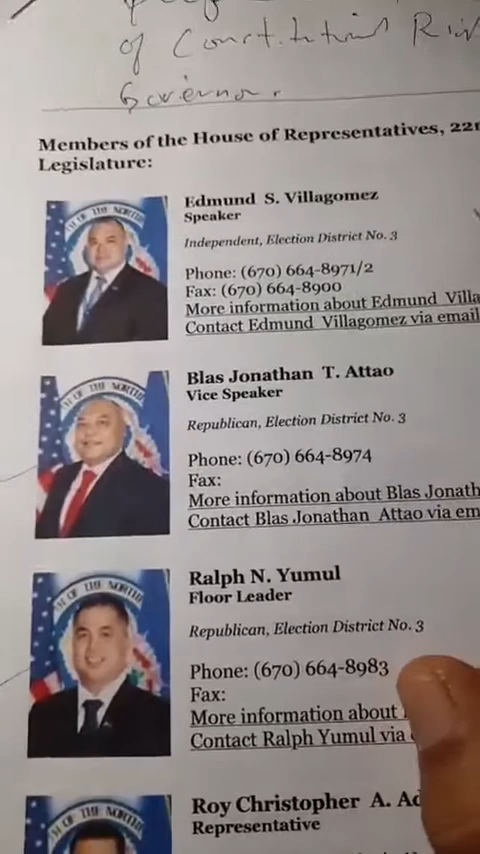 of Constitutional
Governor
Members of the House of Representatives, 22n
Legislature:
Edmund S. Villagomez
Speaker
Independent, Election District No. 3
Phone: (670) 664-8971/2
Fax: (670) 664-8900
More information about Edmund Villa
Contact Edmund Villagomez via email
Blas Jonathan T. Attao
Vice Speaker
Republican, Election District No. 3
Phone: (670) 664-8974
Fax:
More information about Blas Jonath
Contact Blas Jonathan Attao via em
Ralph N. Yumul
Floor Leader
Republican, Election District No. 3
Phone: (670) 664-8983
Fax:
More information about
Contact Ralph Yumul via
Roy Christopher A. Ad
Representative